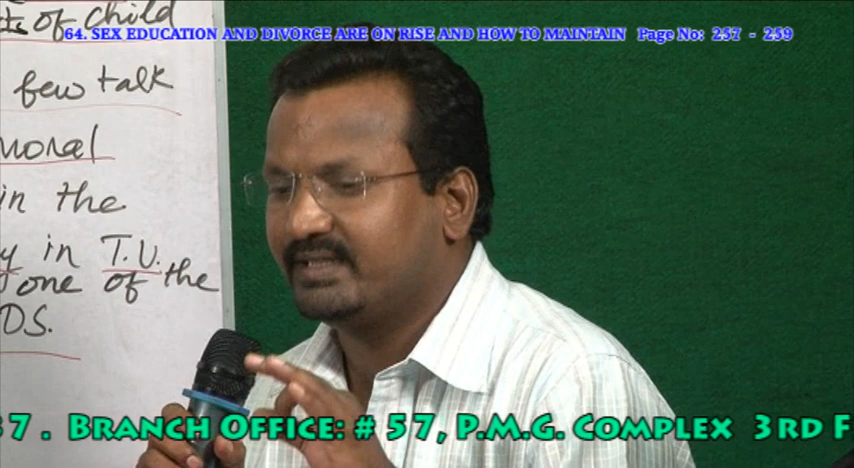 of child
64. SEX EDUCATION AND DIVORCE ARE ON RISE AND HOW TO MAINTAIN Page No: 257 - 259
few talk
moral
in the
in T.V.
one of the
DS.
37. BRANCH OFFICE: # 57, P.M.G. COMPLEX 3RD F